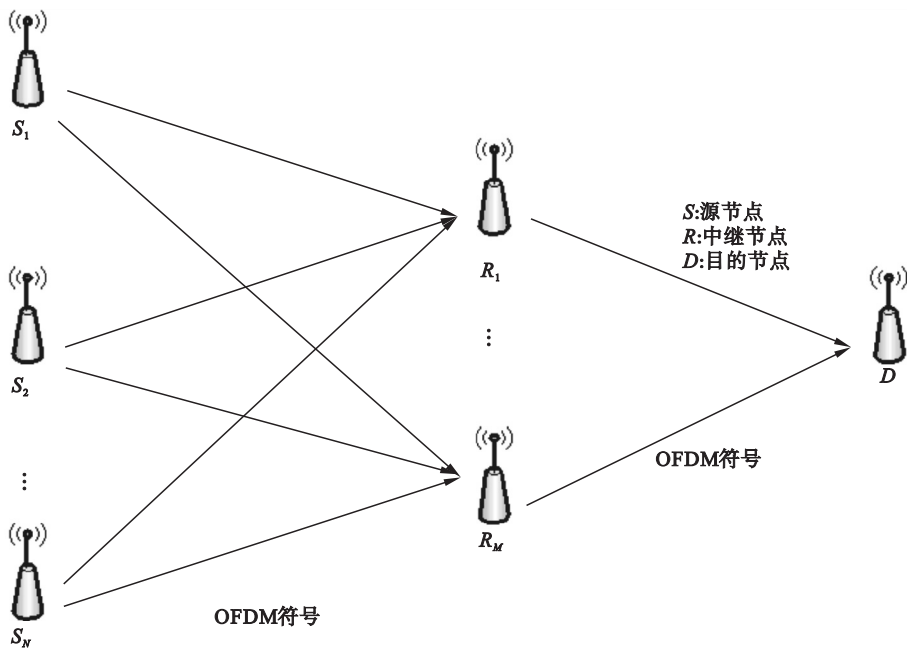 S₁
R₁
S:源节点
R:中继节点
D:目的节点
⋮
S₂
D
⋮
OFDM符号
R_M
OFDM符号
S_N